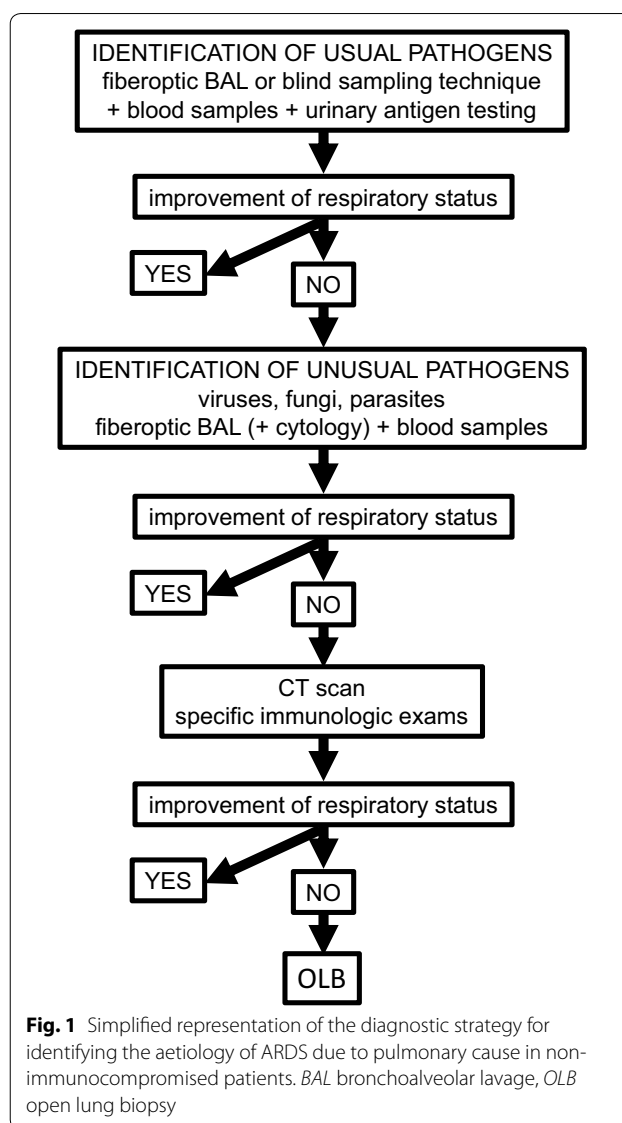 IDENTIFICATION OF USUAL PATHOGENS
fiberoptic BAL or blind sampling technique
+ blood samples + urinary antigen testing
improvement of respiratory status
YES
NO
IDENTIFICATION OF UNUSUAL PATHOGENS
viruses, fungi, parasites
fiberoptic BAL (+ cytology) + blood samples
improvement of respiratory status
YES
NO
CT scan
specific immunologic exams
improvement of respiratory status
YES
NO
OLB
Fig. 1 Simplified representation of the diagnostic strategy for
identifying the aetiology of ARDS due to pulmonary cause in non-
immunocompromised patients. BAL bronchoalveolar lavage, OLB
open lung biopsy